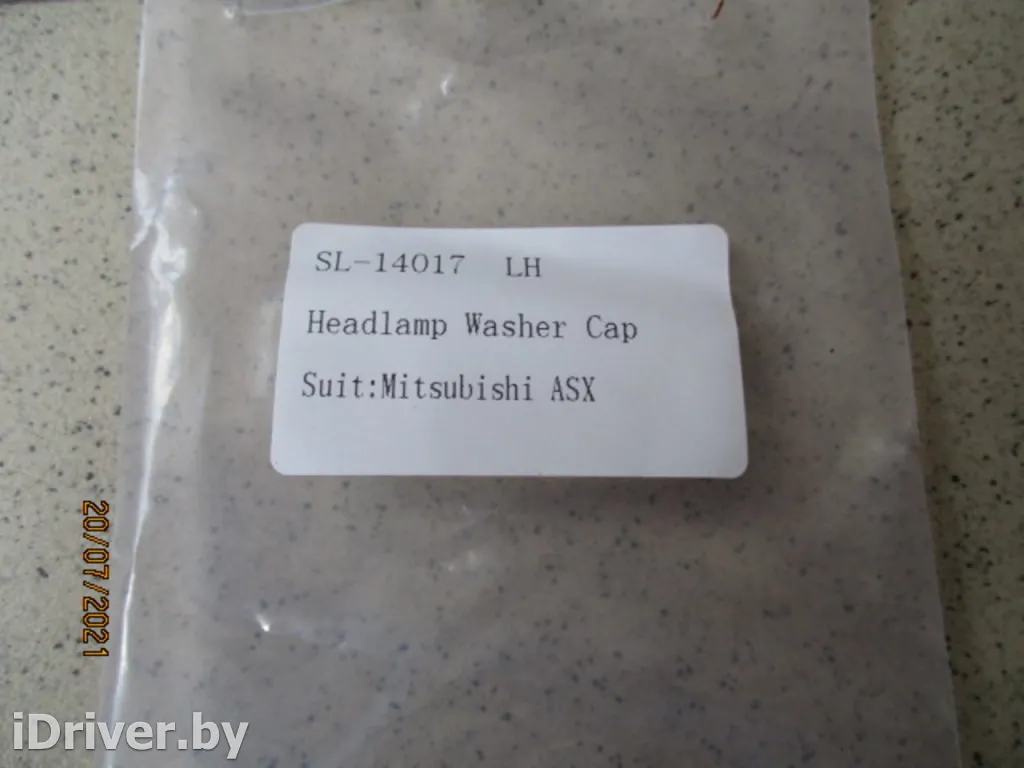 SL-14017 LH
Headlamp Washer Cap
Suit:Mitsubishi ASX
20/07/2021
iDriver.by